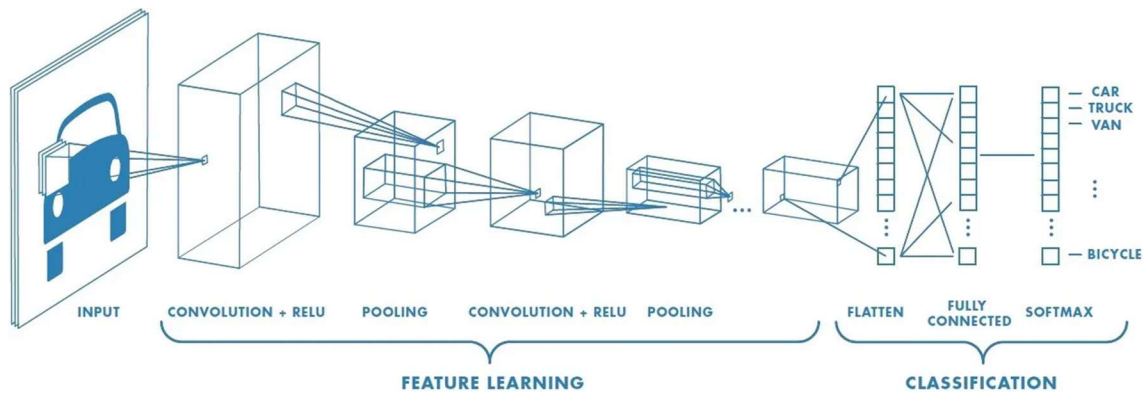 CAR
TRUCK
VAN
BICYCLE
INPUT
CONVOLUTION + RELU
POOLING
CONVOLUTION + RELU
POOLING
FLATTEN
FULLY
CONNECTED
SOFTMAX
FEATURE LEARNING
CLASSIFICATION